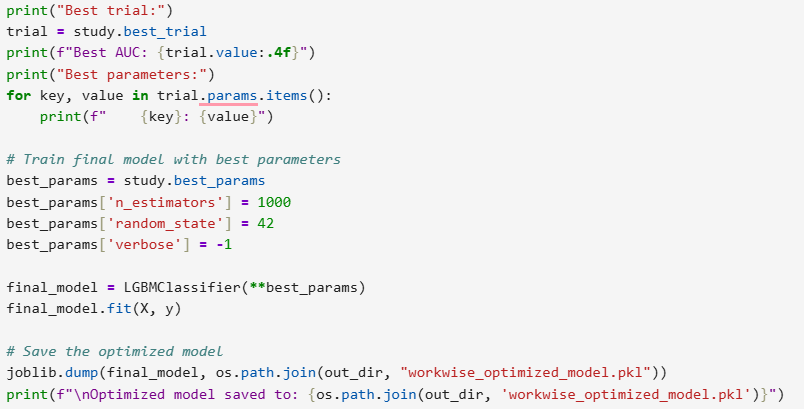 print("Best trial:")
trial = study.best_trial
print(f"Best AUC: {trial.value:.4f}")
print("Best parameters:")
for key, value in trial.params.items():
    print(f"    {key}: {value}")

# Train final model with best parameters
best_params = study.best_params
best_params['n_estimators'] = 1000
best_params['random_state'] = 42
best_params['verbose'] = -1

final_model = LGBMClassifier(**best_params)
final_model.fit(X, y)

# Save the optimized model
joblib.dump(final_model, os.path.join(out_dir, "workwise_optimized_model.pkl"))
print(f"\nOptimized model saved to: {os.path.join(out_dir, 'workwise_optimized_model.pkl')}")